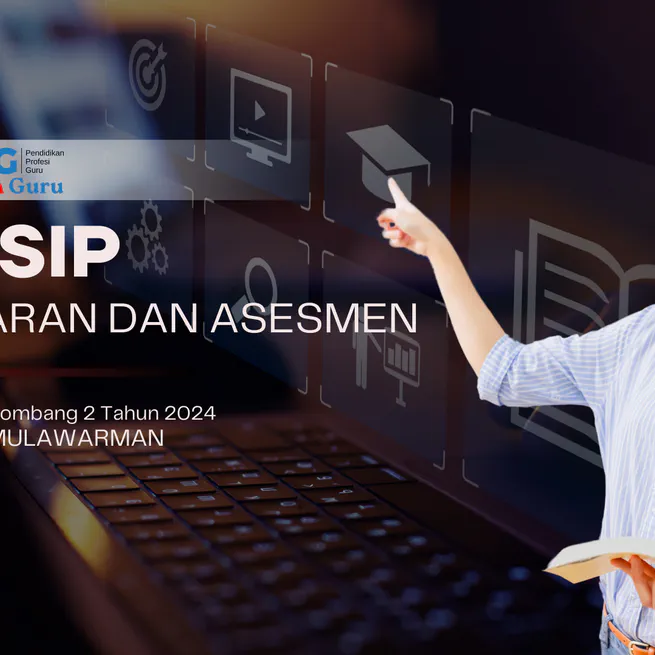 G
Pendidikan
Profesi
Guru
Guru
SIP
ARAN DAN ASESMEN
ombang 2 Tahun 2024
MULAWARMAN